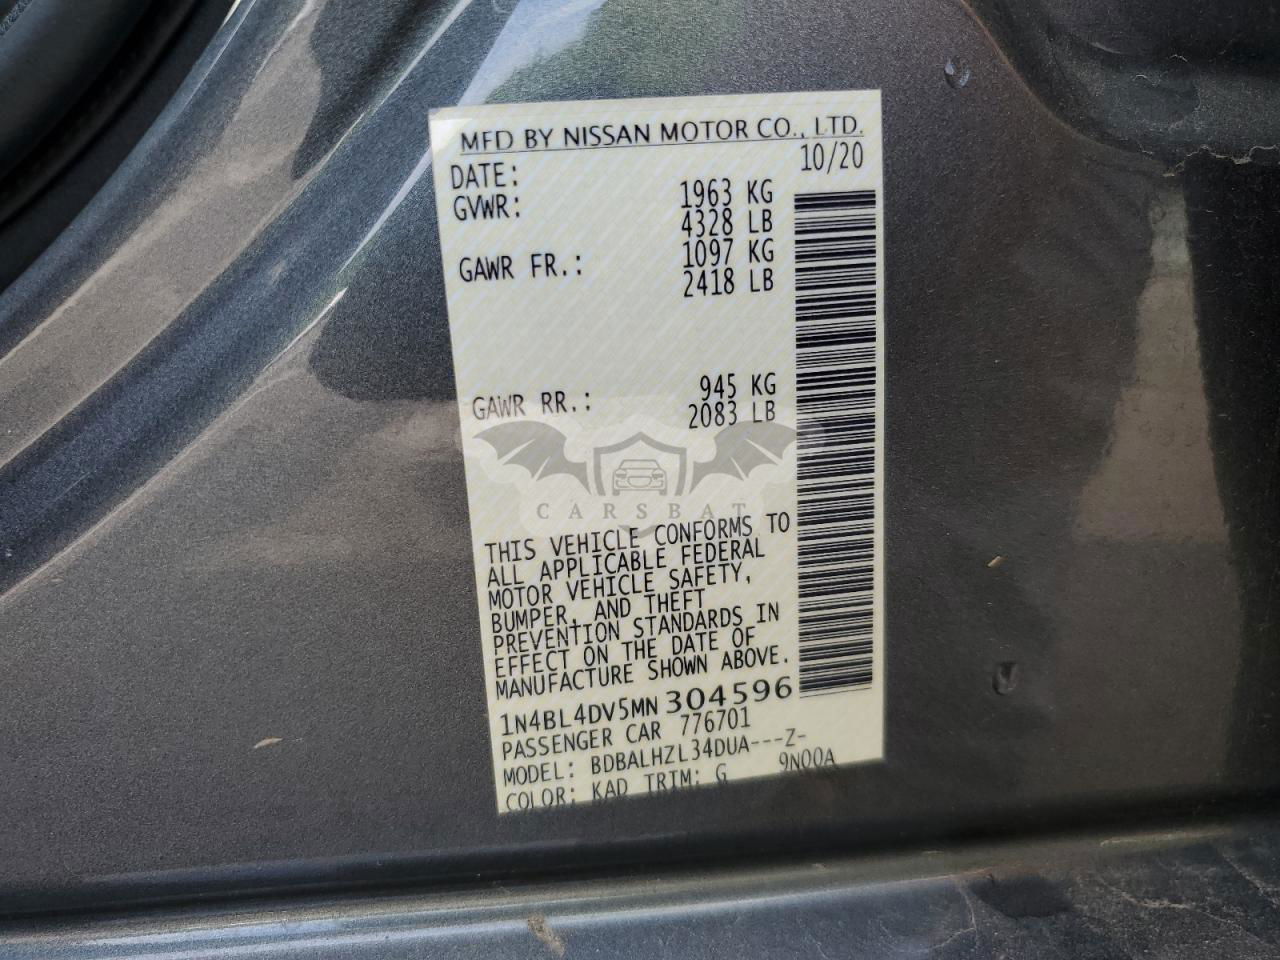 MFD BY NISSAN MOTOR CO., LTD.
DATE: 10/20
GVWR: 1963 KG
4328 LB
GAWR FR.: 1097 KG
2418 LB
GAWR RR.: 945 KG
2083 LB
CARSBAT
THIS VEHICLE CONFORMS TO
ALL APPLICABLE FEDERAL
MOTOR VEHICLE SAFETY,
BUMPER, AND THEFT
PREVENTION STANDARDS IN
EFFECT ON THE DATE OF
MANUFACTURE SHOWN ABOVE.
1N4BL4DV5MN304596
PASSENGER CAR 776701
MODEL: BDBALHZL34DUA---Z-
COLOR: KAD TRIM: G 9N00A